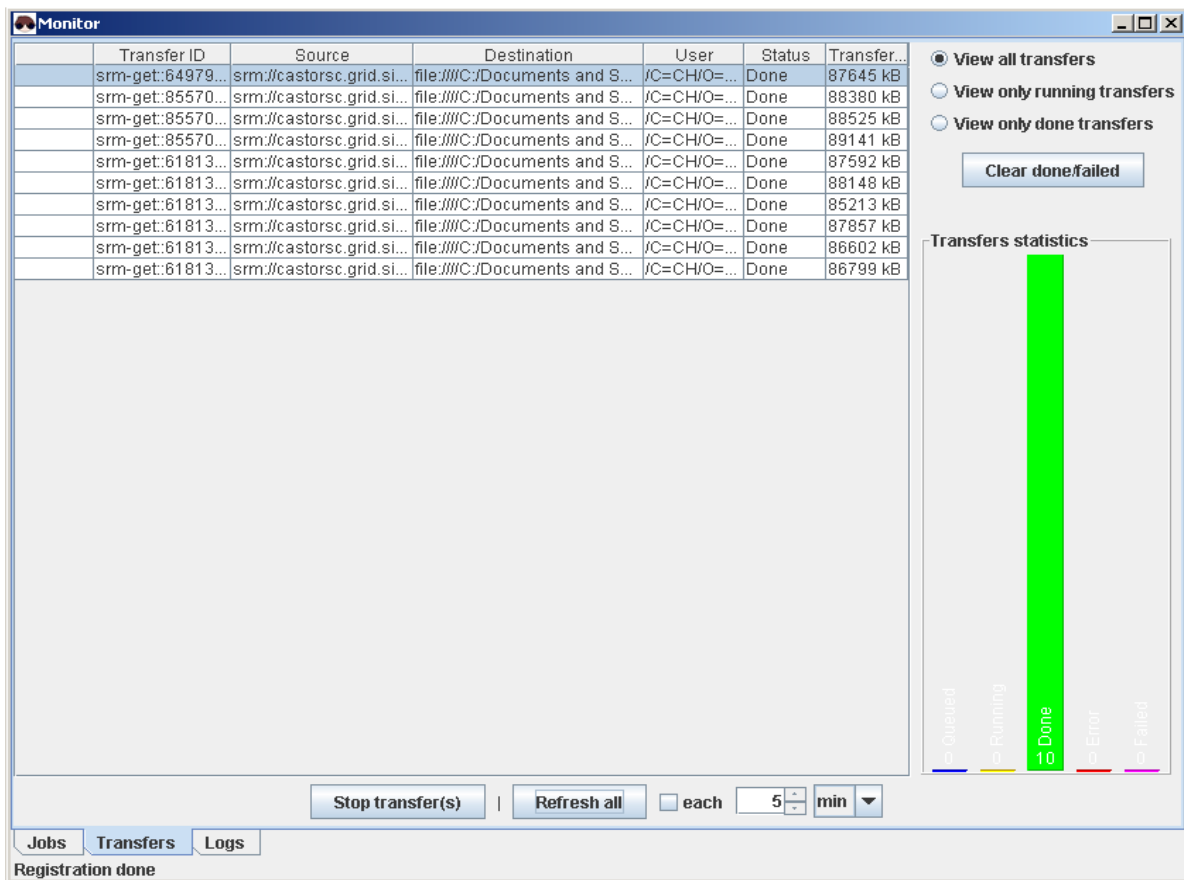 Monitor
Transfer ID Source Destination User Status Transfer...
srm-get::64979... srm://castorsc.grid.si... file:////C:/Documents and S... /C=CH/O=... Done 87645 kB
srm-get::85570... srm://castorsc.grid.si... file:////C:/Documents and S... /C=CH/O=... Done 88380 kB
srm-get::85570... srm://castorsc.grid.si... file:////C:/Documents and S... /C=CH/O=... Done 88525 kB
srm-get::85570... srm://castorsc.grid.si... file:////C:/Documents and S... /C=CH/O=... Done 89141 kB
srm-get::61813... srm://castorsc.grid.si... file:////C:/Documents and S... /C=CH/O=... Done 87592 kB
srm-get::61813... srm://castorsc.grid.si... file:////C:/Documents and S... /C=CH/O=... Done 88148 kB
srm-get::61813... srm://castorsc.grid.si... file:////C:/Documents and S... /C=CH/O=... Done 85213 kB
srm-get::61813... srm://castorsc.grid.si... file:////C:/Documents and S... /C=CH/O=... Done 87857 kB
srm-get::61813... srm://castorsc.grid.si... file:////C:/Documents and S... /C=CH/O=... Done 86602 kB
srm-get::61813... srm://castorsc.grid.si... file:////C:/Documents and S... /C=CH/O=... Done 86799 kB
View all transfers
View only running transfers
View only done transfers
Clear done/failed
Transfers statistics
0 Queued
0 Running
10 Done
0 Error
0 Failed
Stop transfer(s) | Refresh all each 5 min
Jobs Transfers Logs
Registration done